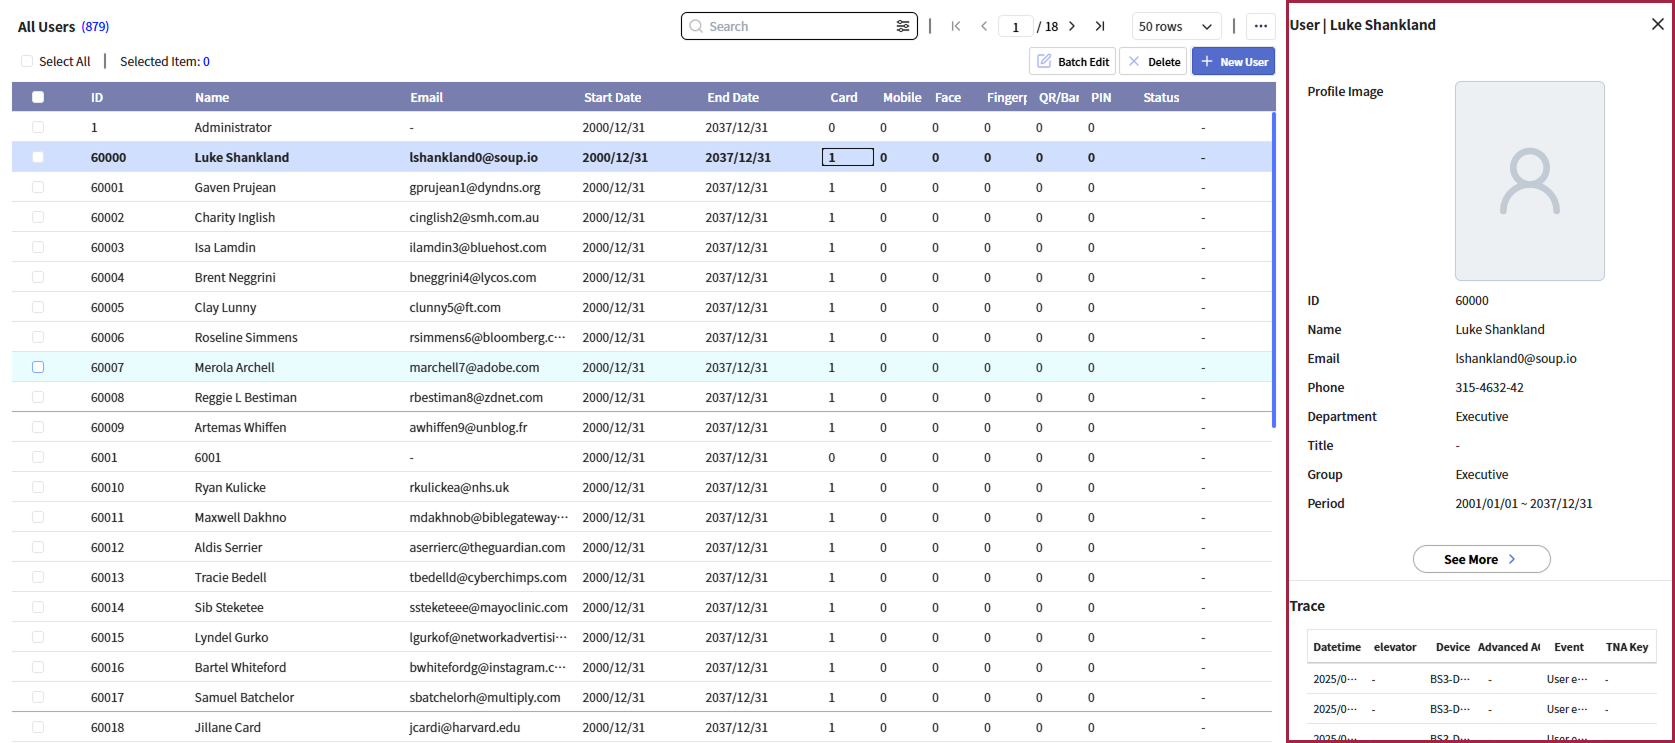 All Users (879)
Search
1 / 18
50 rows
Select All
Selected Item: 0
Batch Edit
Delete
New User
ID Name Email Start Date End Date Card Mobile Face Fingerp QR/Bar PIN Status
1 Administrator - 2000/12/31 2037/12/31 0 0 0 0 0 0 -
60000 Luke Shankland lshankland0@soup.io 2000/12/31 2037/12/31 1 0 0 0 0 0 -
60001 Gaven Prujean gprujean1@dyndns.org 2000/12/31 2037/12/31 1 0 0 0 0 0 -
60002 Charity Inglish cinglish2@smh.com.au 2000/12/31 2037/12/31 1 0 0 0 0 0 -
60003 Isa Lamdin ilamdin3@bluehost.com 2000/12/31 2037/12/31 1 0 0 0 0 0 -
60004 Brent Neggrini bneggrini4@lycos.com 2000/12/31 2037/12/31 1 0 0 0 0 0 -
60005 Clay Lunny clunny5@ft.com 2000/12/31 2037/12/31 1 0 0 0 0 0 -
60006 Roseline Simmens rsimmens6@bloomberg.c··· 2000/12/31 2037/12/31 1 0 0 0 0 0 -
60007 Merola Archell marchell7@adobe.com 2000/12/31 2037/12/31 1 0 0 0 0 0 -
60008 Reggie L Bestiman rbestiman8@zdnet.com 2000/12/31 2037/12/31 1 0 0 0 0 0 -
60009 Artemas Whiffen awhiffen9@unblog.fr 2000/12/31 2037/12/31 1 0 0 0 0 0 -
6001 6001 - 2000/12/31 2037/12/31 0 0 0 0 0 0 -
60010 Ryan Kulicke rkulickea@nhs.uk 2000/12/31 2037/12/31 1 0 0 0 0 0 -
60011 Maxwell Dakhno mdakhnob@biblegateway··· 2000/12/31 2037/12/31 1 0 0 0 0 0 -
60012 Aldis Serrier aserrierc@theguardian.com 2000/12/31 2037/12/31 1 0 0 0 0 0 -
60013 Tracie Bedell tbedelld@cyberchimps.com 2000/12/31 2037/12/31 1 0 0 0 0 0 -
60014 Sib Steketee ssteketeee@mayoclinic.com 2000/12/31 2037/12/31 1 0 0 0 0 0 -
60015 Lyndel Gurko lgurkof@networkadvertisi··· 2000/12/31 2037/12/31 1 0 0 0 0 0 -
60016 Bartel Whiteford bwhitefordg@instagram.c··· 2000/12/31 2037/12/31 1 0 0 0 0 0 -
60017 Samuel Batchelor sbatchelorh@multiply.com 2000/12/31 2037/12/31 1 0 0 0 0 0 -
60018 Jillane Card jcardi@harvard.edu 2000/12/31 2037/12/31 1 0 0 0 0 0 -
User | Luke Shankland
Profile Image
ID 60000
Name Luke Shankland
Email lshankland0@soup.io
Phone 315-4632-42
Department Executive
Title -
Group Executive
Period 2001/01/01 ~ 2037/12/31
See More
Trace
Datetime elevator Device Advanced A Event TNA Key
2025/0··· - BS3-D··· - User e··· -
2025/0··· - BS3-D··· - User e··· -
2025/0··· BS3-D··· User e···